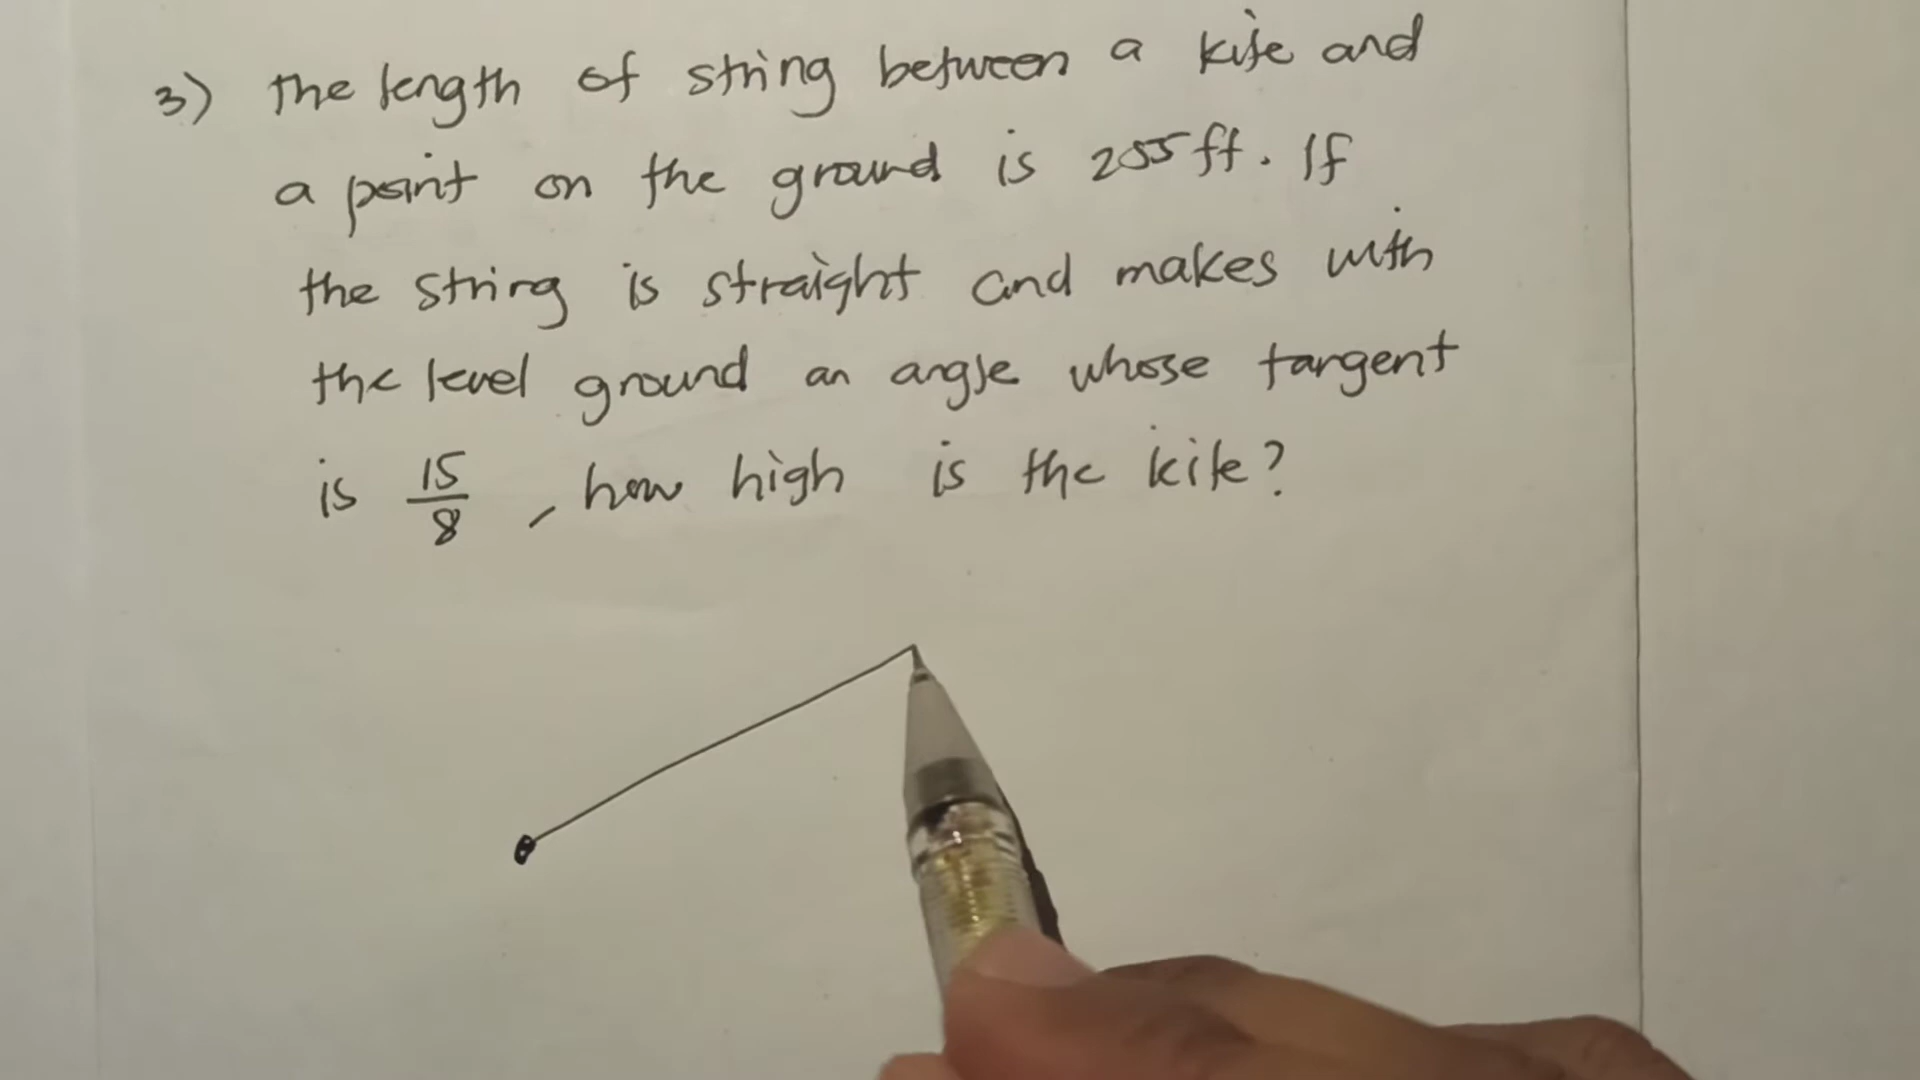 3) The length of string between a kite and
a point on the ground is 255 ft. If
the string is straight and makes with
the level ground an angle whose tangent
is 15/8, how high is the kite?